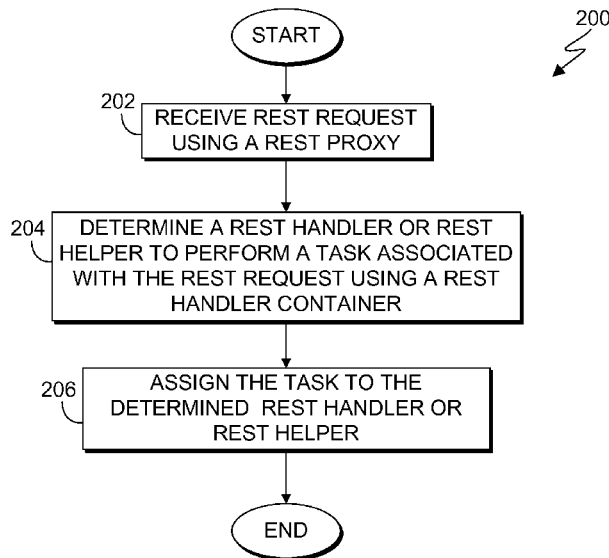 START
200
202
RECEIVE REST REQUEST
USING A REST PROXY
204
DETERMINE A REST HANDLER OR REST
HELPER TO PERFORM A TASK ASSOCIATED
WITH THE REST REQUEST USING A REST
HANDLER CONTAINER
206
ASSIGN THE TASK TO THE
DETERMINED REST HANDLER OR
REST HELPER
END